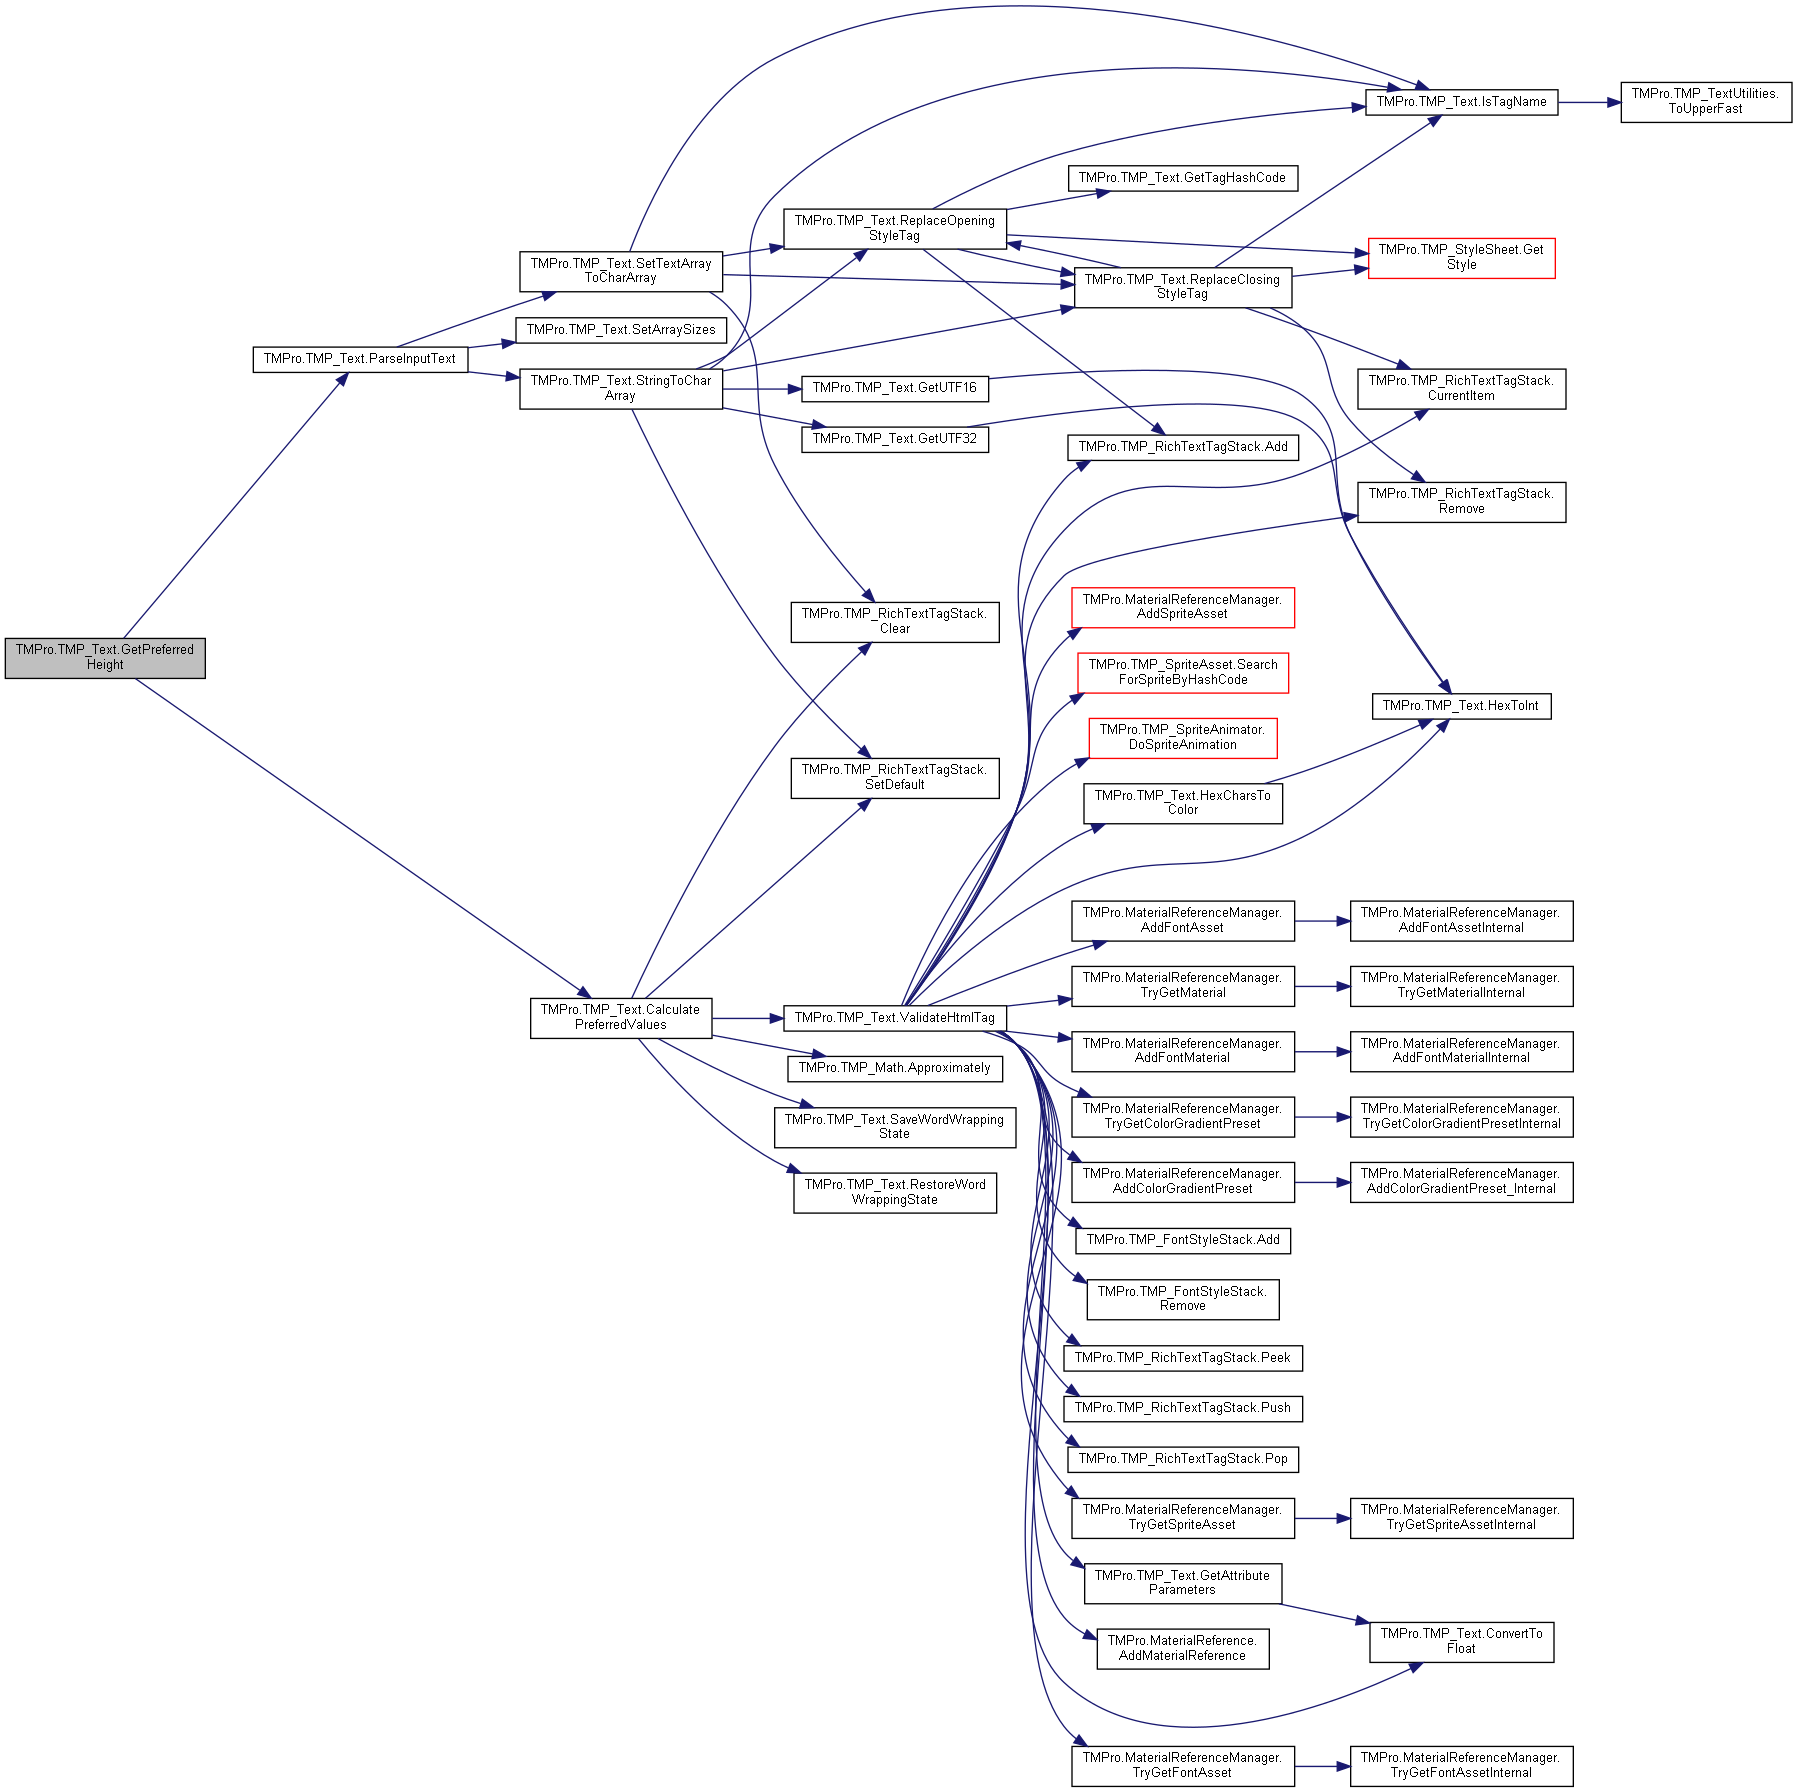 TMPro.TMP_Text.GetPreferred
Height
TMPro.TMP_Text.ParseInputText
TMPro.TMP_Text.Calculate
PreferredValues
TMPro.TMP_Text.SetTextArray
ToCharArray
TMPro.TMP_Text.SetArraySizes
TMPro.TMP_Text.StringToChar
Array
TMPro.TMP_Text.ReplaceOpening
StyleTag
TMPro.TMP_Text.GetUTF16
TMPro.TMP_Text.GetUTF32
TMPro.TMP_RichTextTagStack.
Clear
TMPro.TMP_RichTextTagStack.
SetDefault
TMPro.TMP_Text.ValidateHtmlTag
TMPro.TMP_Math.Approximately
TMPro.TMP_Text.SaveWordWrapping
State
TMPro.TMP_Text.RestoreWord
WrappingState
TMPro.TMP_Text.GetTagHashCode
TMPro.TMP_Text.ReplaceClosing
StyleTag
TMPro.TMP_RichTextTagStack.Add
TMPro.MaterialReferenceManager.
AddSpriteAsset
TMPro.TMP_SpriteAsset.Search
ForSpriteByHashCode
TMPro.TMP_SpriteAnimator.
DoSpriteAnimation
TMPro.TMP_Text.HexCharsTo
Color
TMPro.MaterialReferenceManager.
AddFontAsset
TMPro.MaterialReferenceManager.
TryGetMaterial
TMPro.MaterialReferenceManager.
AddFontMaterial
TMPro.MaterialReferenceManager.
TryGetColorGradientPreset
TMPro.MaterialReferenceManager.
AddColorGradientPreset
TMPro.TMP_FontStyleStack.Add
TMPro.TMP_FontStyleStack.
Remove
TMPro.TMP_RichTextTagStack.Peek
TMPro.TMP_RichTextTagStack.Push
TMPro.TMP_RichTextTagStack.Pop
TMPro.MaterialReferenceManager.
TryGetSpriteAsset
TMPro.TMP_Text.GetAttribute
Parameters
TMPro.MaterialReference.
AddMaterialReference
TMPro.MaterialReferenceManager.
TryGetFontAsset
TMPro.TMP_Text.IsTagName
TMPro.TMP_StyleSheet.Get
Style
TMPro.TMP_RichTextTagStack.
CurrentItem
TMPro.TMP_RichTextTagStack.
Remove
TMPro.TMP_Text.HexToInt
TMPro.MaterialReferenceManager.
AddFontAssetInternal
TMPro.MaterialReferenceManager.
TryGetMaterialInternal
TMPro.MaterialReferenceManager.
AddFontMaterialInternal
TMPro.MaterialReferenceManager.
TryGetColorGradientPresetInternal
TMPro.MaterialReferenceManager.
AddColorGradientPreset_Internal
TMPro.MaterialReferenceManager.
TryGetSpriteAssetInternal
TMPro.TMP_Text.ConvertTo
Float
TMPro.MaterialReferenceManager.
TryGetFontAssetInternal
TMPro.TMP_TextUtilities.
ToUpperFast